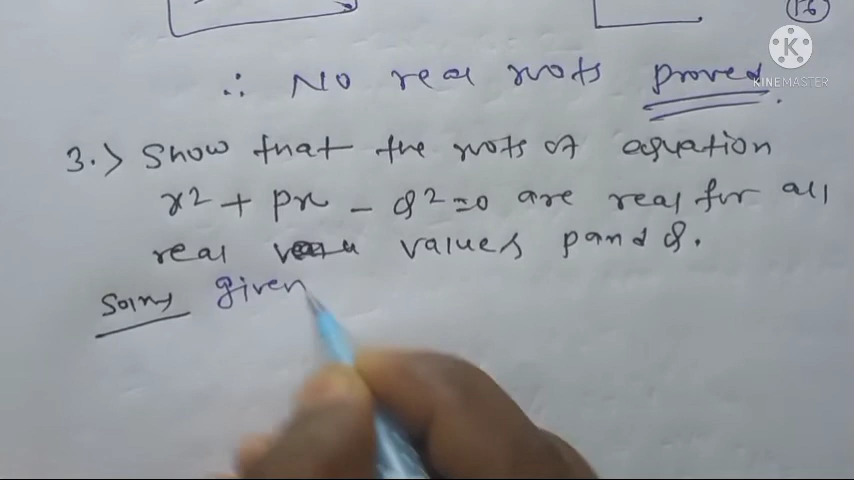 16
K
KINEMASTER
∴ No real roots proved.
3.> Show that the roots of equation
x2 + px - q2 =0 are real for all
real values p and q.
Soln, given